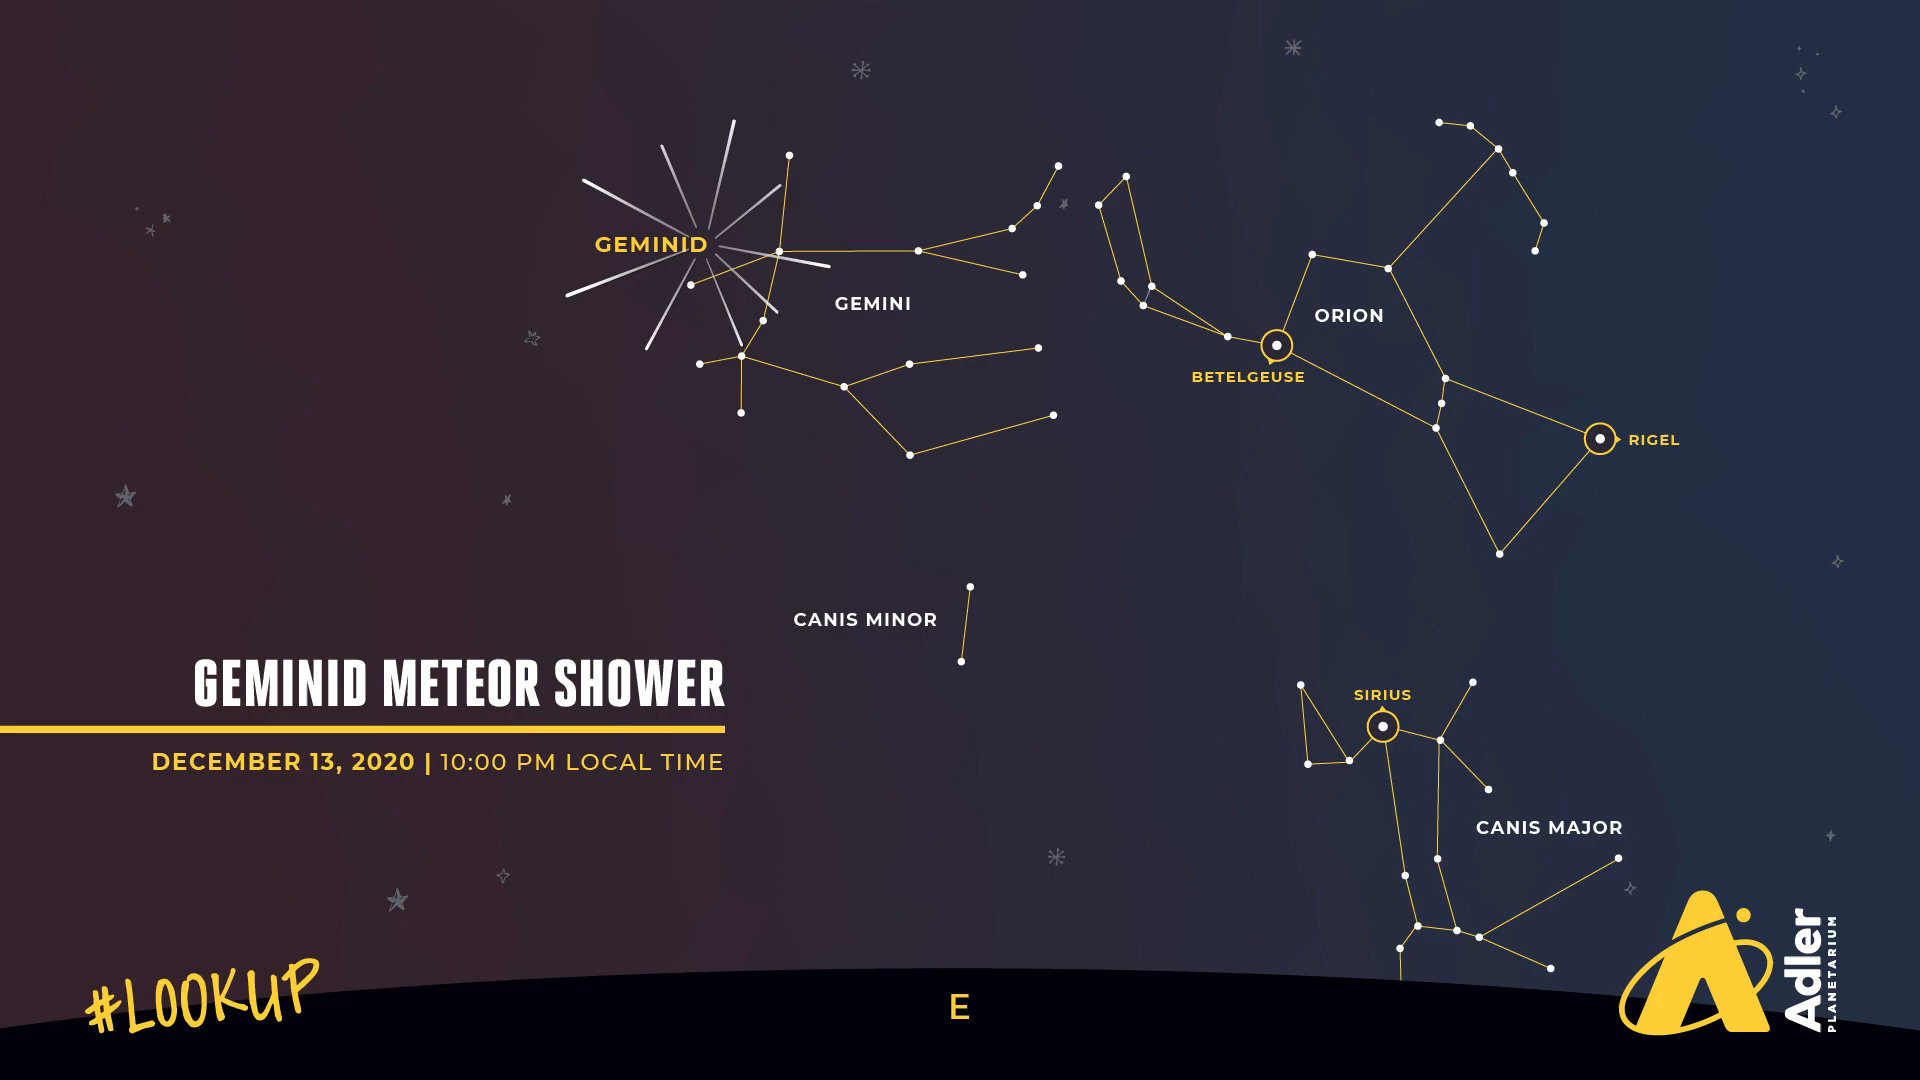 GEMINID
GEMINI
ORION
BETELGEUSE
RIGEL
CANIS MINOR
GEMINID METEOR SHOWER
DECEMBER 13, 2020 | 10:00 PM LOCAL TIME
SIRIUS
CANIS MAJOR
#LOOKUP
E
Adler
PLANETARIUM